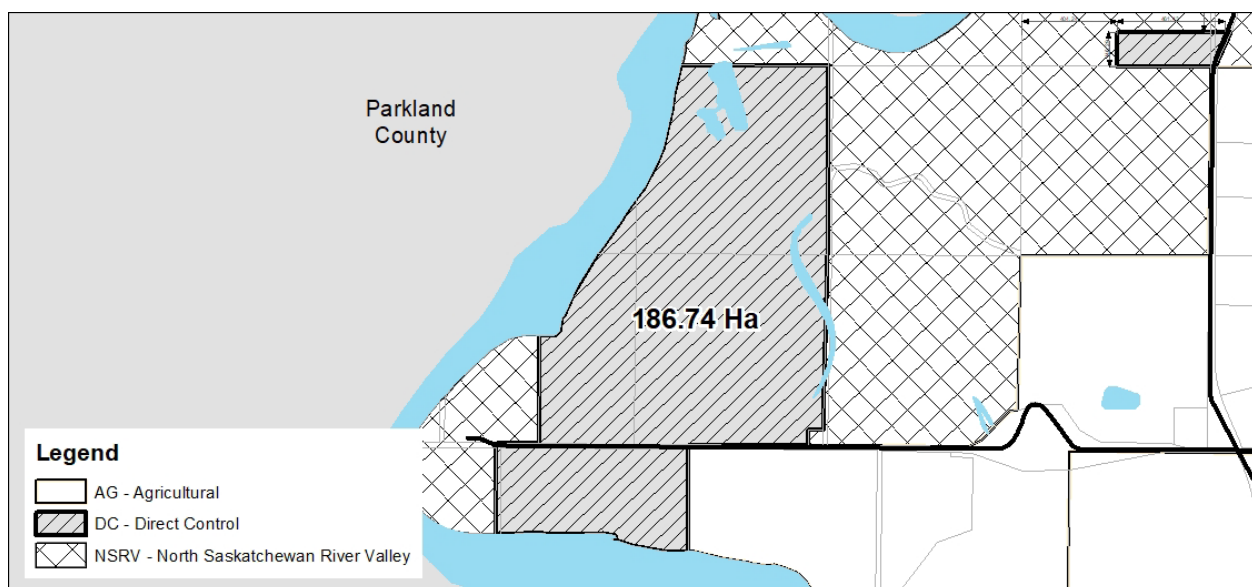 Parkland
County
186.74 Ha
Legend
AG - Agricultural
DC - Direct Control
NSRV - North Saskatchewan River Valley